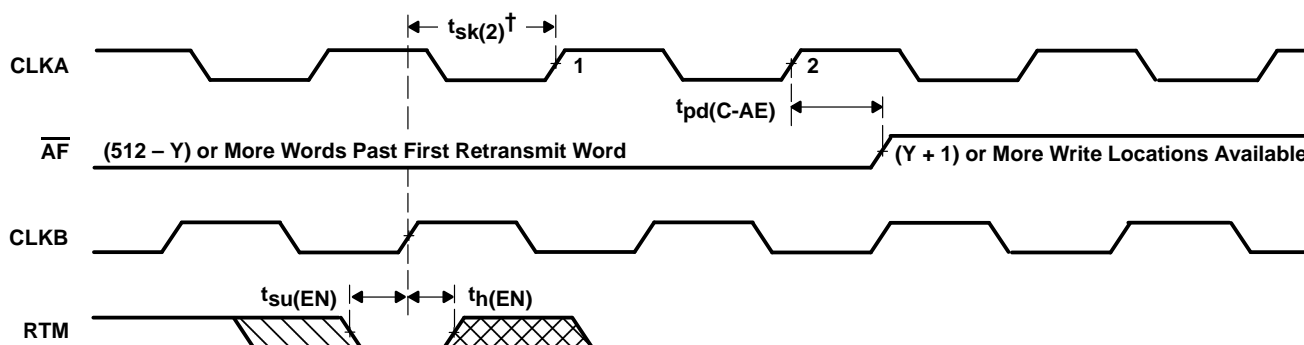 tsk(2)†
CLKA
1
2
tpd(C-AE)
AF
(512 – Y) or More Words Past First Retransmit Word
(Y + 1) or More Write Locations Available
CLKB
tsu(EN)
th(EN)
RTM